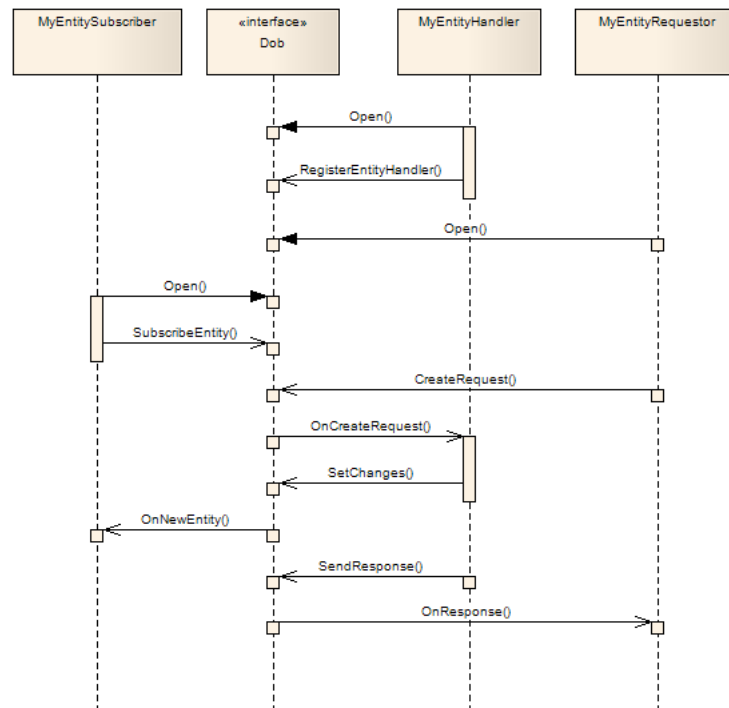 MyEntitySubscriber
«interface»
Dob
MyEntityHandler
MyEntityRequestor
Open()
RegisterEntityHandler()
Open()
Open()
SubscribeEntity()
CreateRequest()
OnCreateRequest()
SetChanges()
OnNewEntity()
SendResponse()
OnResponse()